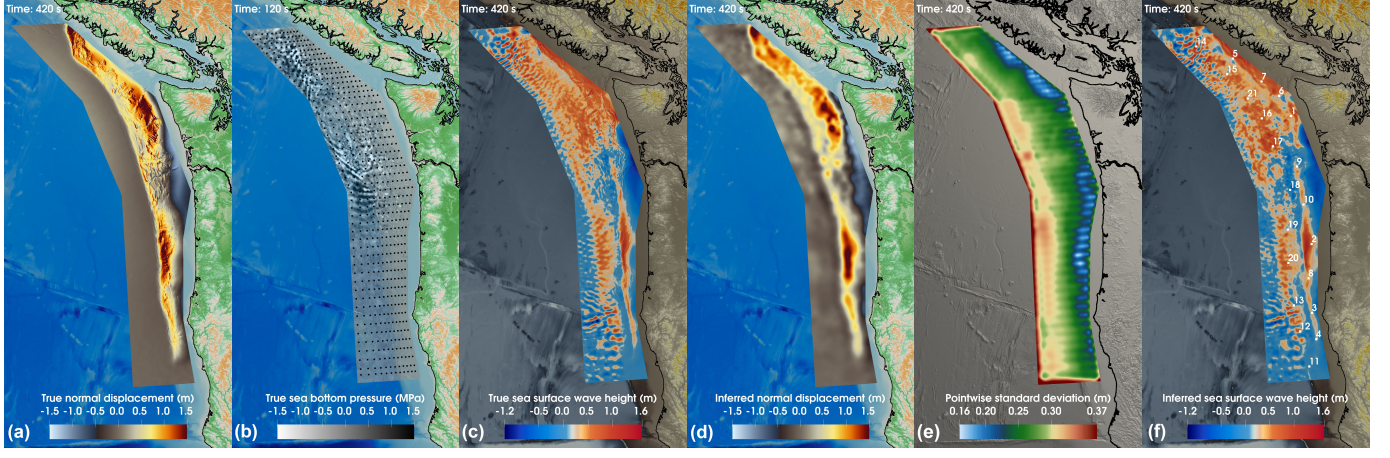 Time: 420 s
True normal displacement (m)
-1.5 -1.0 -0.5 0.0 0.5 1.0 1.5
(a)
Time: 120 s
True sea bottom pressure (MPa)
-1.5 -1.0 -0.5 0.0 0.5 1.0 1.5
(b)
Time: 420 s
True sea surface wave height (m)
-1.2 0.0 0.5 1.0 1.6
(c)
Time: 420 s
Inferred normal displacement (m)
-1.5 -1.0 -0.5 0.0 0.5 1.0 1.5
(d)
Time: 420 s
Pointwise standard deviation (m)
0.16 0.20 0.25 0.30 0.37
(e)
Time: 420 s
14
5
15
7
21
6
16
1
17
9
18
10
19
2
20
8
13
3
12
4
11
Inferred sea surface wave height (m)
-1.2 0.0 0.5 1.0 1.6
(f)